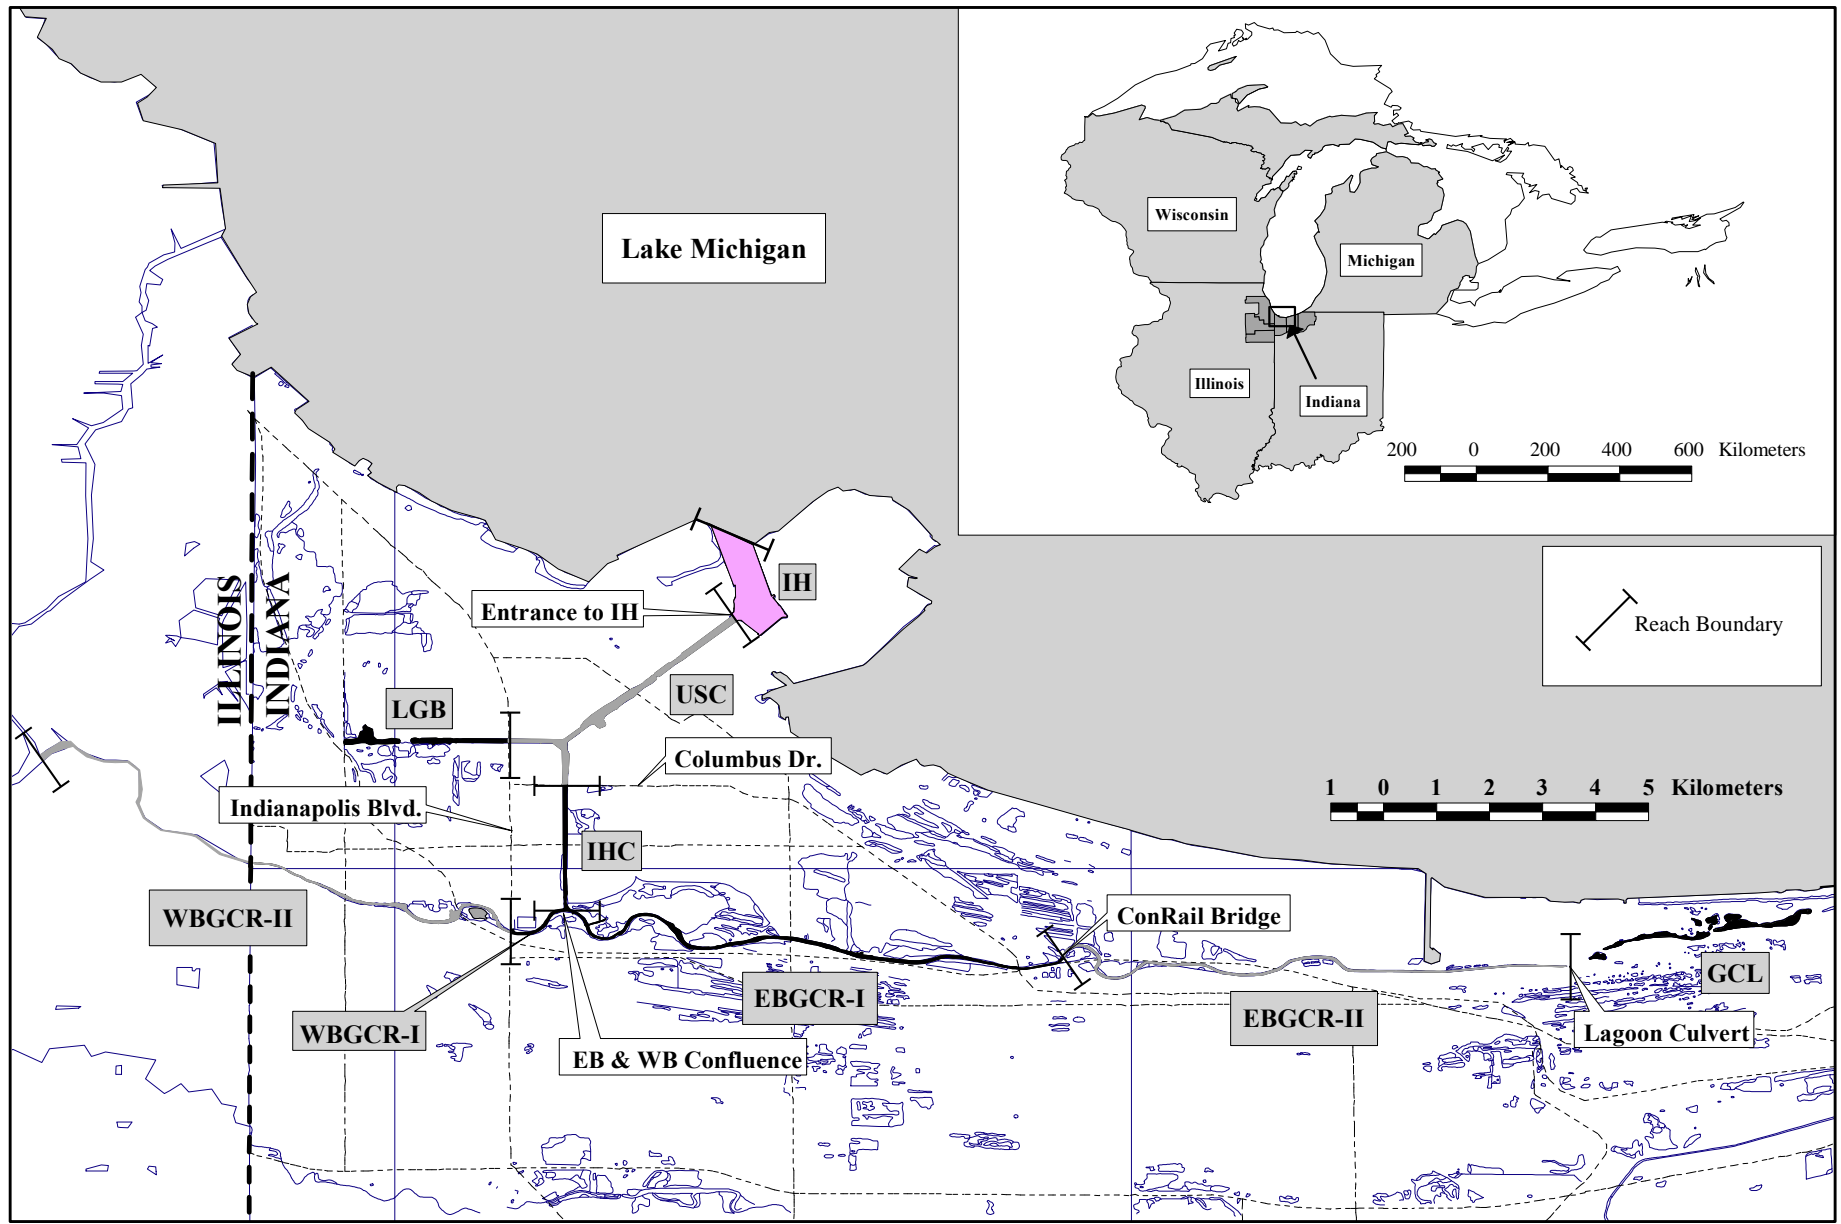 Lake Michigan
Wisconsin
Michigan
Illinois
Indiana
200 0 200 400 600 Kilometers
Reach Boundary
ILLINOIS
INDIANA
IH
Entrance to IH
USC
LGB
Columbus Dr.
Indianapolis Blvd.
1 0 1 2 3 4 5 Kilometers
IHC
WBGCR-II
ConRail Bridge
GCL
EBGCR-I
EBGCR-II
WBGCR-I
Lagoon Culvert
EB & WB Confluence